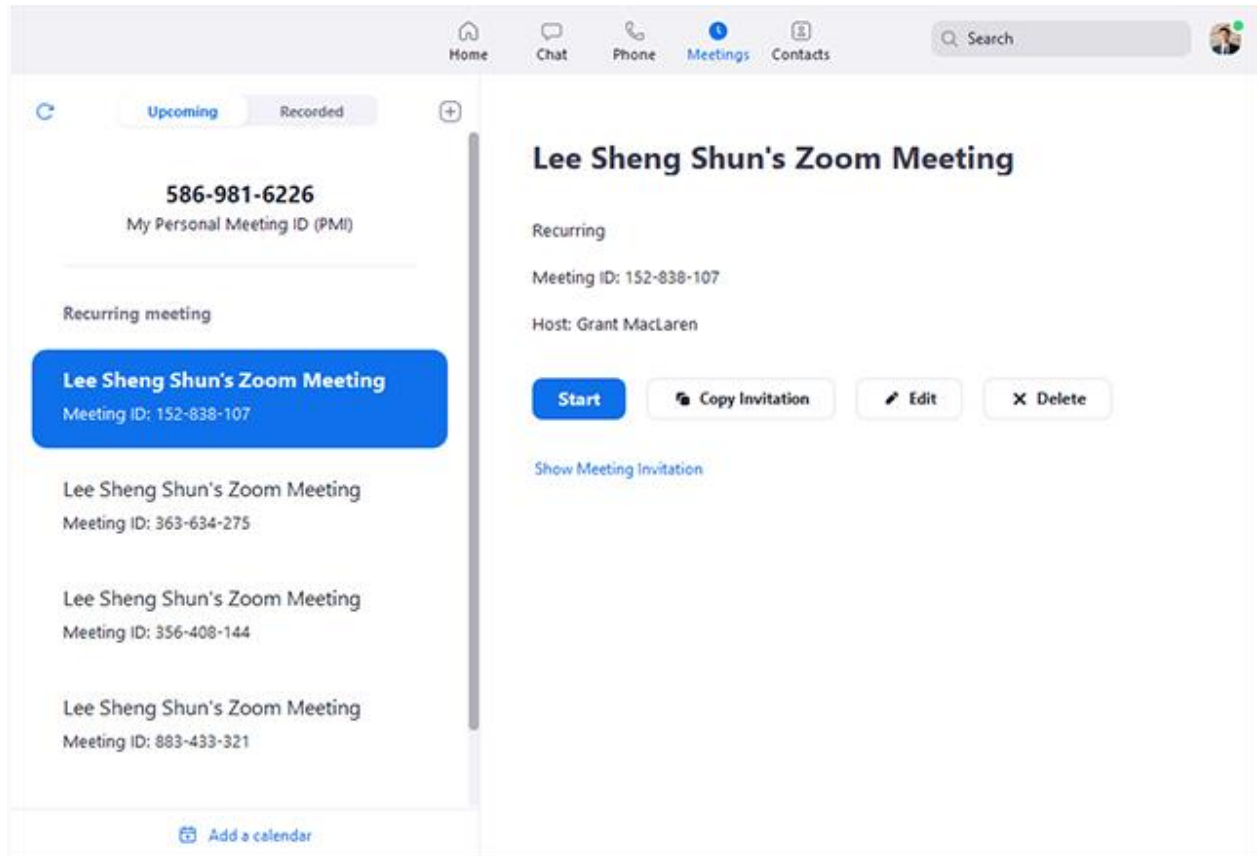 Home Chat Phone Meetings Contacts Search
Upcoming Recorded
586-981-6226
My Personal Meeting ID (PMI)
Recurring meeting
Lee Sheng Shun's Zoom Meeting
Meeting ID: 152-838-107
Lee Sheng Shun's Zoom Meeting
Meeting ID: 363-634-275
Lee Sheng Shun's Zoom Meeting
Meeting ID: 356-408-144
Lee Sheng Shun's Zoom Meeting
Meeting ID: 883-433-321
Add a calendar
Lee Sheng Shun's Zoom Meeting
Recurring
Meeting ID: 152-838-107
Host: Grant MacLaren
Start Copy Invitation Edit Delete
Show Meeting Invitation